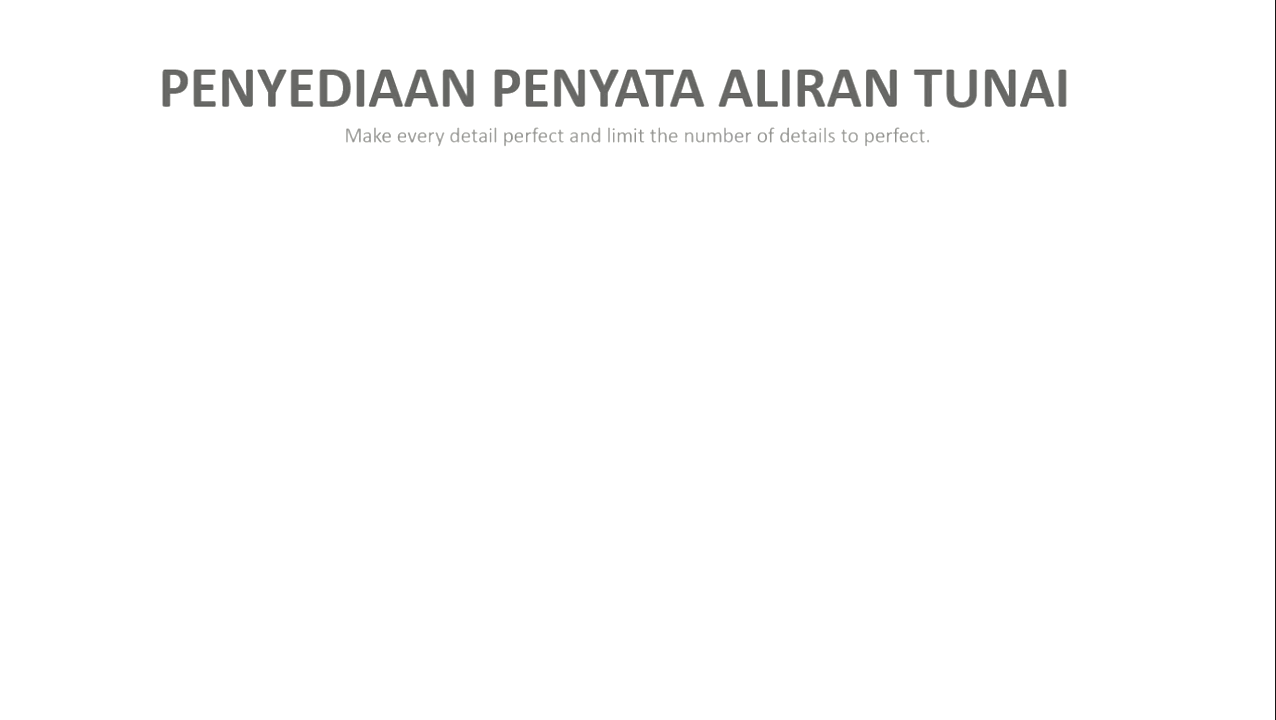 PENYEDIAAN PENYATA ALIRAN TUNAI
Make every detail perfect and limit the number of details to perfect.